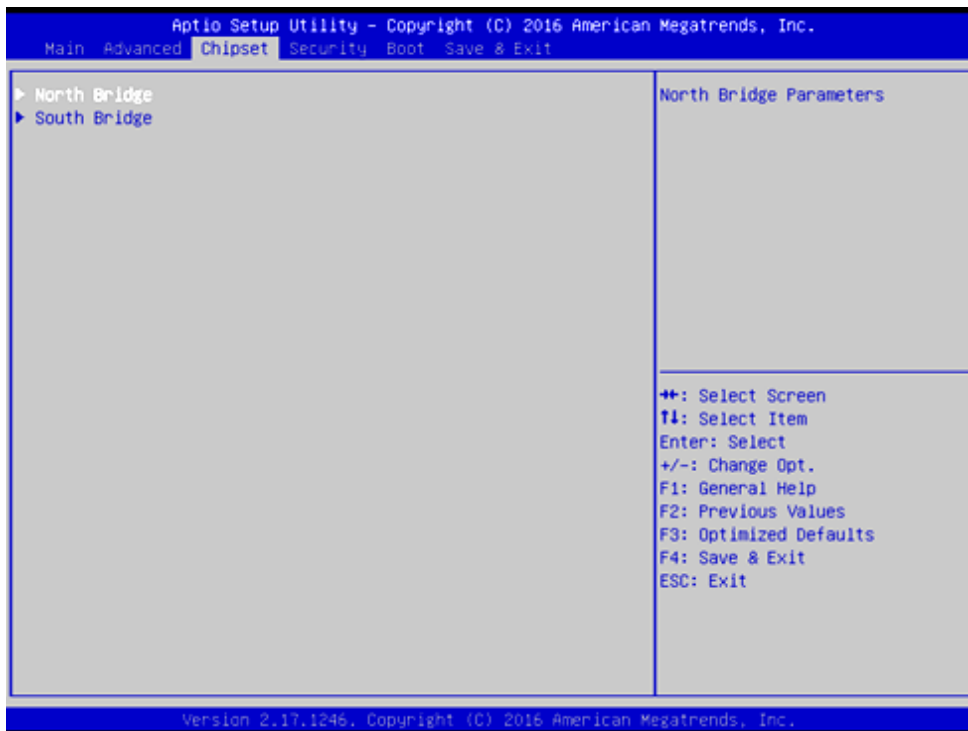 Aptio Setup Utility – Copyright (C) 2016 American Megatrends, Inc.
Main Advanced Chipset Security Boot Save & Exit
► North Bridge
► South Bridge
North Bridge Parameters
→←: Select Screen
↑↓: Select Item
Enter: Select
+/-: Change Opt.
F1: General Help
F2: Previous Values
F3: Optimized Defaults
F4: Save & Exit
ESC: Exit
Version 2.17.1246. Copyright (C) 2016 American Megatrends, Inc.